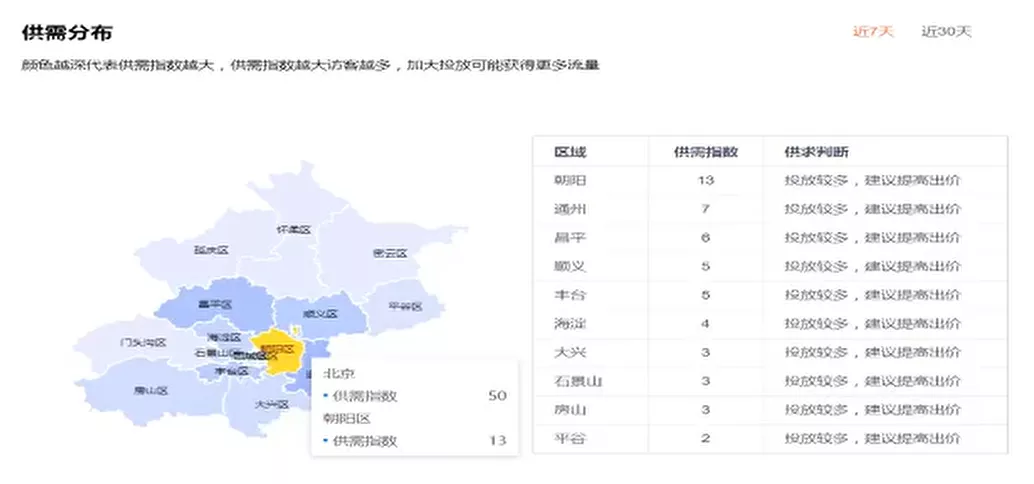 供需分布
近7天 近30天
颜色越深代表供需指数越大，供需指数越大访客越多，加大投放可能获得更多流量
区域 供需指数 供求判断
朝阳 13 投放较多，建议提高出价
通州 7 投放较多，建议提高出价
昌平 6 投放较多，建议提高出价
顺义 5 投放较多，建议提高出价
丰台 5 投放较多，建议提高出价
海淀 4 投放较多，建议提高出价
大兴 3 投放较多，建议提高出价
石景山 3 投放较多，建议提高出价
房山 3 投放较多，建议提高出价
平谷 2 投放较多，建议提高出价
怀柔区
延庆区
密云区
昌平区
平谷区
顺义区
海淀区
门头沟区
朝阳区
石景山区
丰台区
房山区
大兴区
北京
供需指数 50
朝阳区
供需指数 13